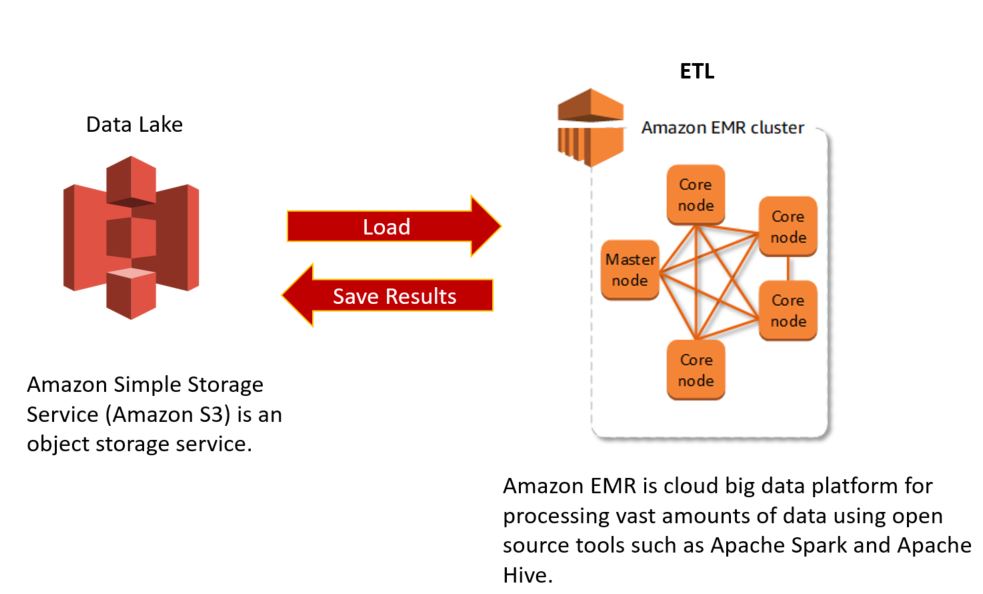 ETL
Data Lake
Amazon EMR cluster
Core
node
Core
node
Load
Master
node
Save Results
Core
node
Core
node
Amazon Simple Storage
Service (Amazon S3) is an
object storage service.
Amazon EMR is cloud big data platform for
processing vast amounts of data using open
source tools such as Apache Spark and Apache
Hive.